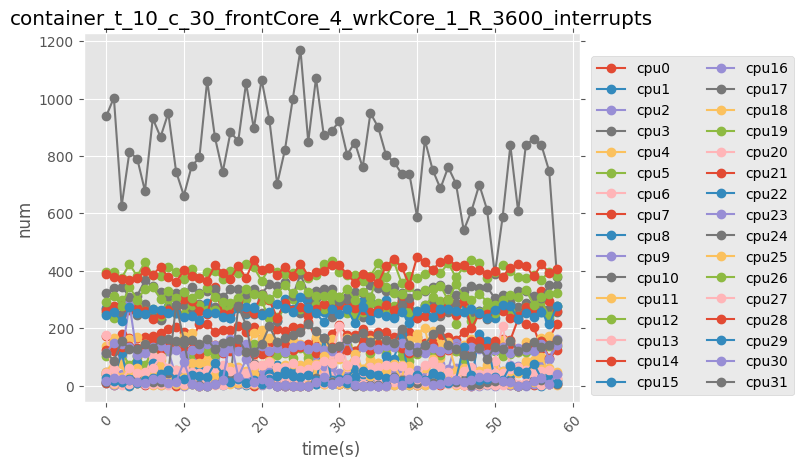 container_t_10_c_30_frontCore_4_wrkCore_1_R_3600_interrupts
1200
1000
800
600
400
200
0
num
0
10
20
30
40
50
60
time(s)
cpu0
cpu1
cpu2
cpu3
cpu4
cpu5
cpu6
cpu7
cpu8
cpu9
cpu10
cpu11
cpu12
cpu13
cpu14
cpu15
cpu16
cpu17
cpu18
cpu19
cpu20
cpu21
cpu22
cpu23
cpu24
cpu25
cpu26
cpu27
cpu28
cpu29
cpu30
cpu31